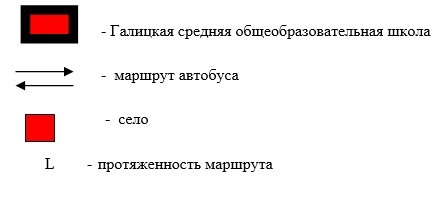 - Галицкая средняя общеобразовательная школа
- маршрут автобуса
- село
L - протяженность маршрута